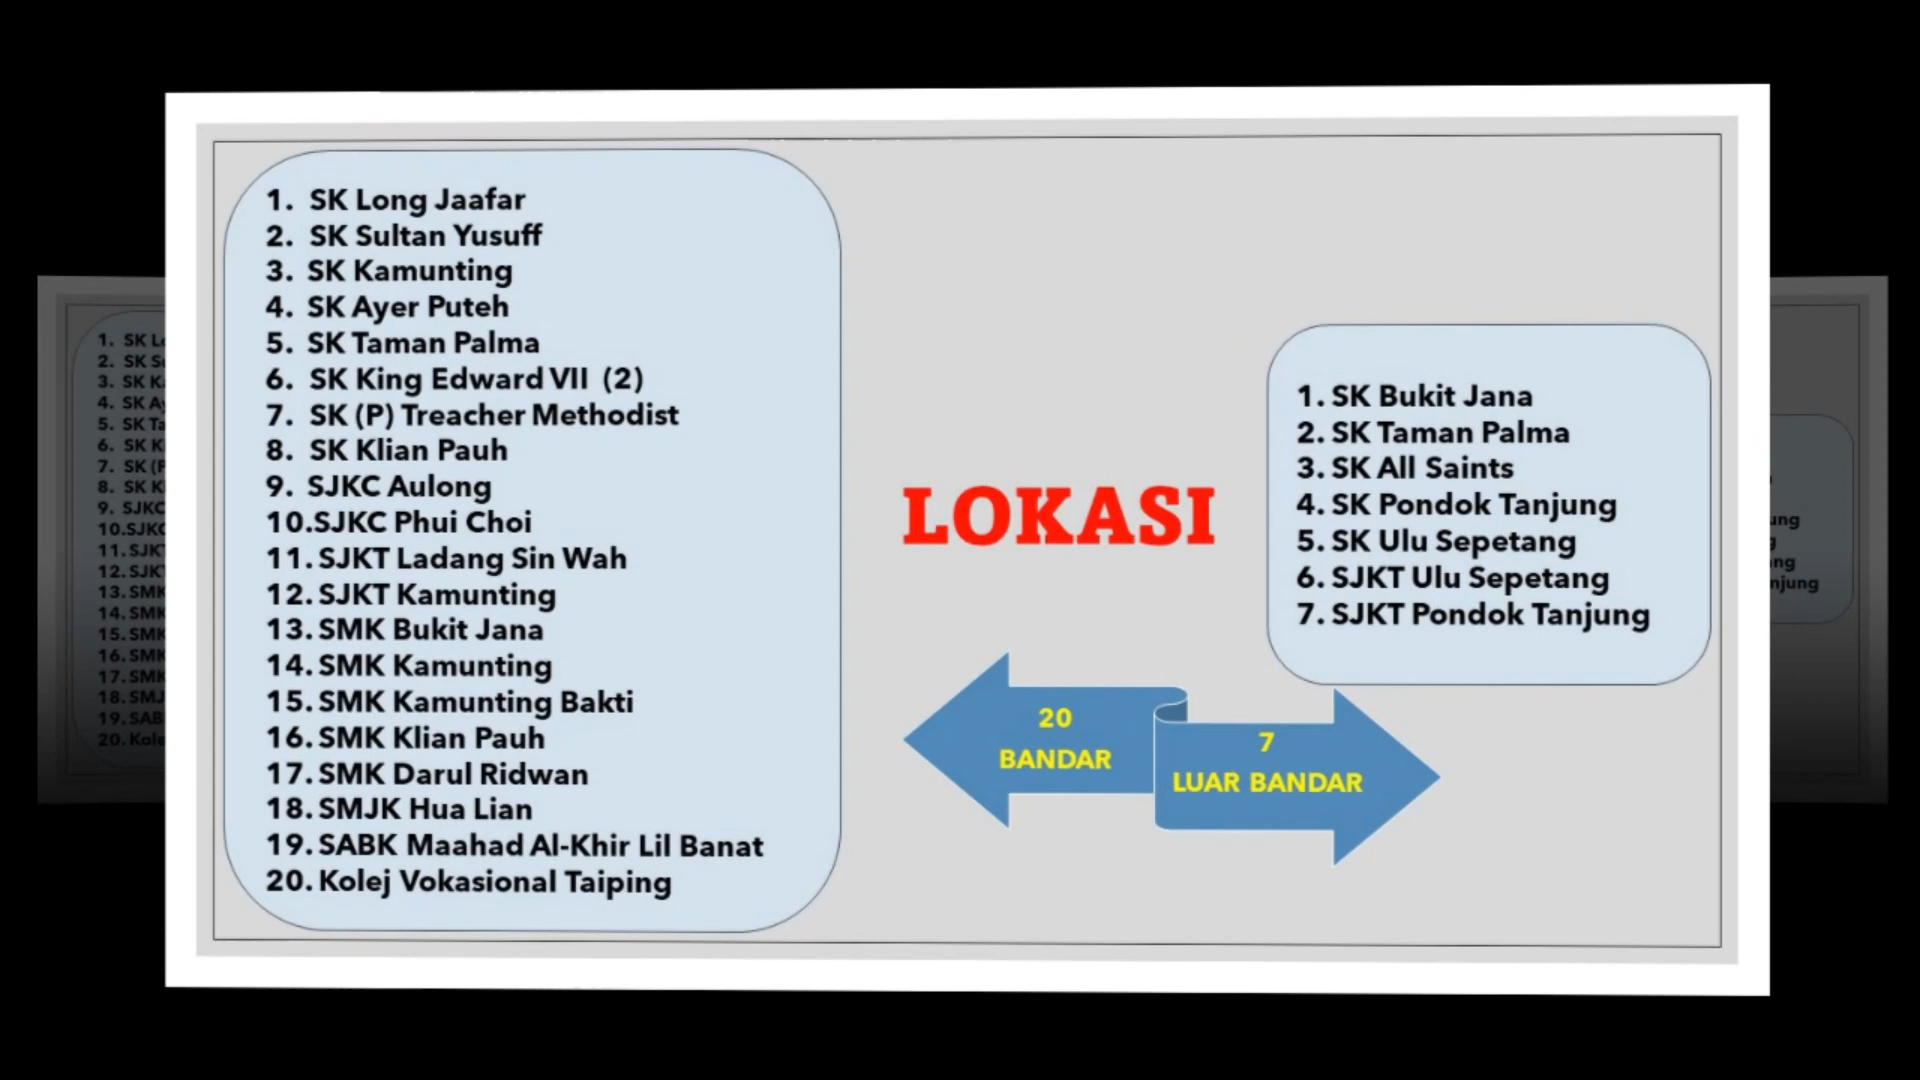 1. SK Long Jaafar
2. SK Sultan Yusuff
3. SK Kamunting
4. SK Ayer Puteh
5. SK Taman Palma
6. SK King Edward VII (2)
7. SK (P) Treacher Methodist
8. SK Klian Pauh
9. SJKC Aulong
10.SJKC Phui Choi
11. SJKT Ladang Sin Wah
12. SJKT Kamunting
13. SMK Bukit Jana
14. SMK Kamunting
15. SMK Kamunting Bakti
16. SMK Klian Pauh
17. SMK Darul Ridwan
18. SMJK Hua Lian
19. SABK Maahad Al-Khir Lil Banat
20. Kolej Vokasional Taiping
LOKASI
20
BANDAR
7
LUAR BANDAR
1. SK Bukit Jana
2. SK Taman Palma
3. SK All Saints
4. SK Pondok Tanjung
5. SK Ulu Sepetang
6. SJKT Ulu Sepetang
7. SJKT Pondok Tanjung